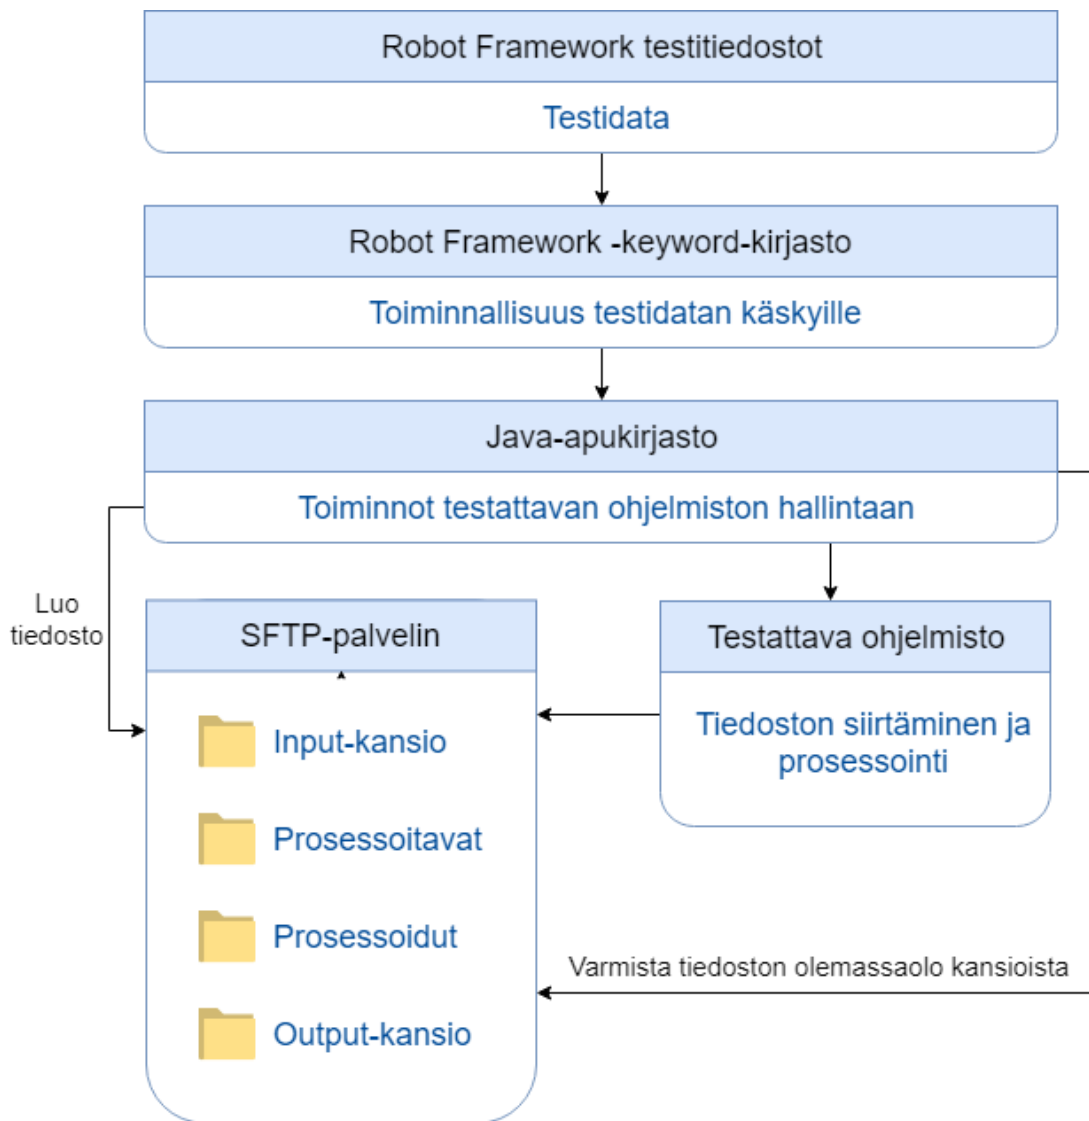 Robot Framework testitiedostot
Testidata
Robot Framework -keyword-kirjasto
Toiminnallisuus testidatan käskyille
Java-apukirjasto
Toiminnot testattavan ohjelmiston hallintaan
Luo
tiedosto
SFTP-palvelin
Input-kansio
Prosessoitavat
Prosessoidut
Output-kansio
Testattava ohjelmisto
Tiedoston siirtäminen ja
prosessointi
Varmista tiedoston olemassaolo kansioista